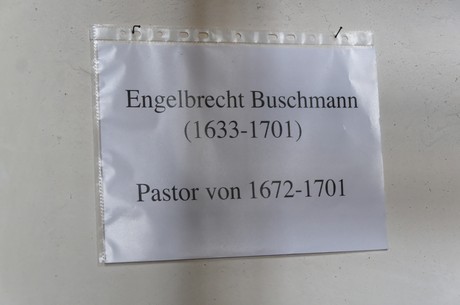 Engelbrecht Buschmann
(1633-1701)
Pastor von 1672-1701